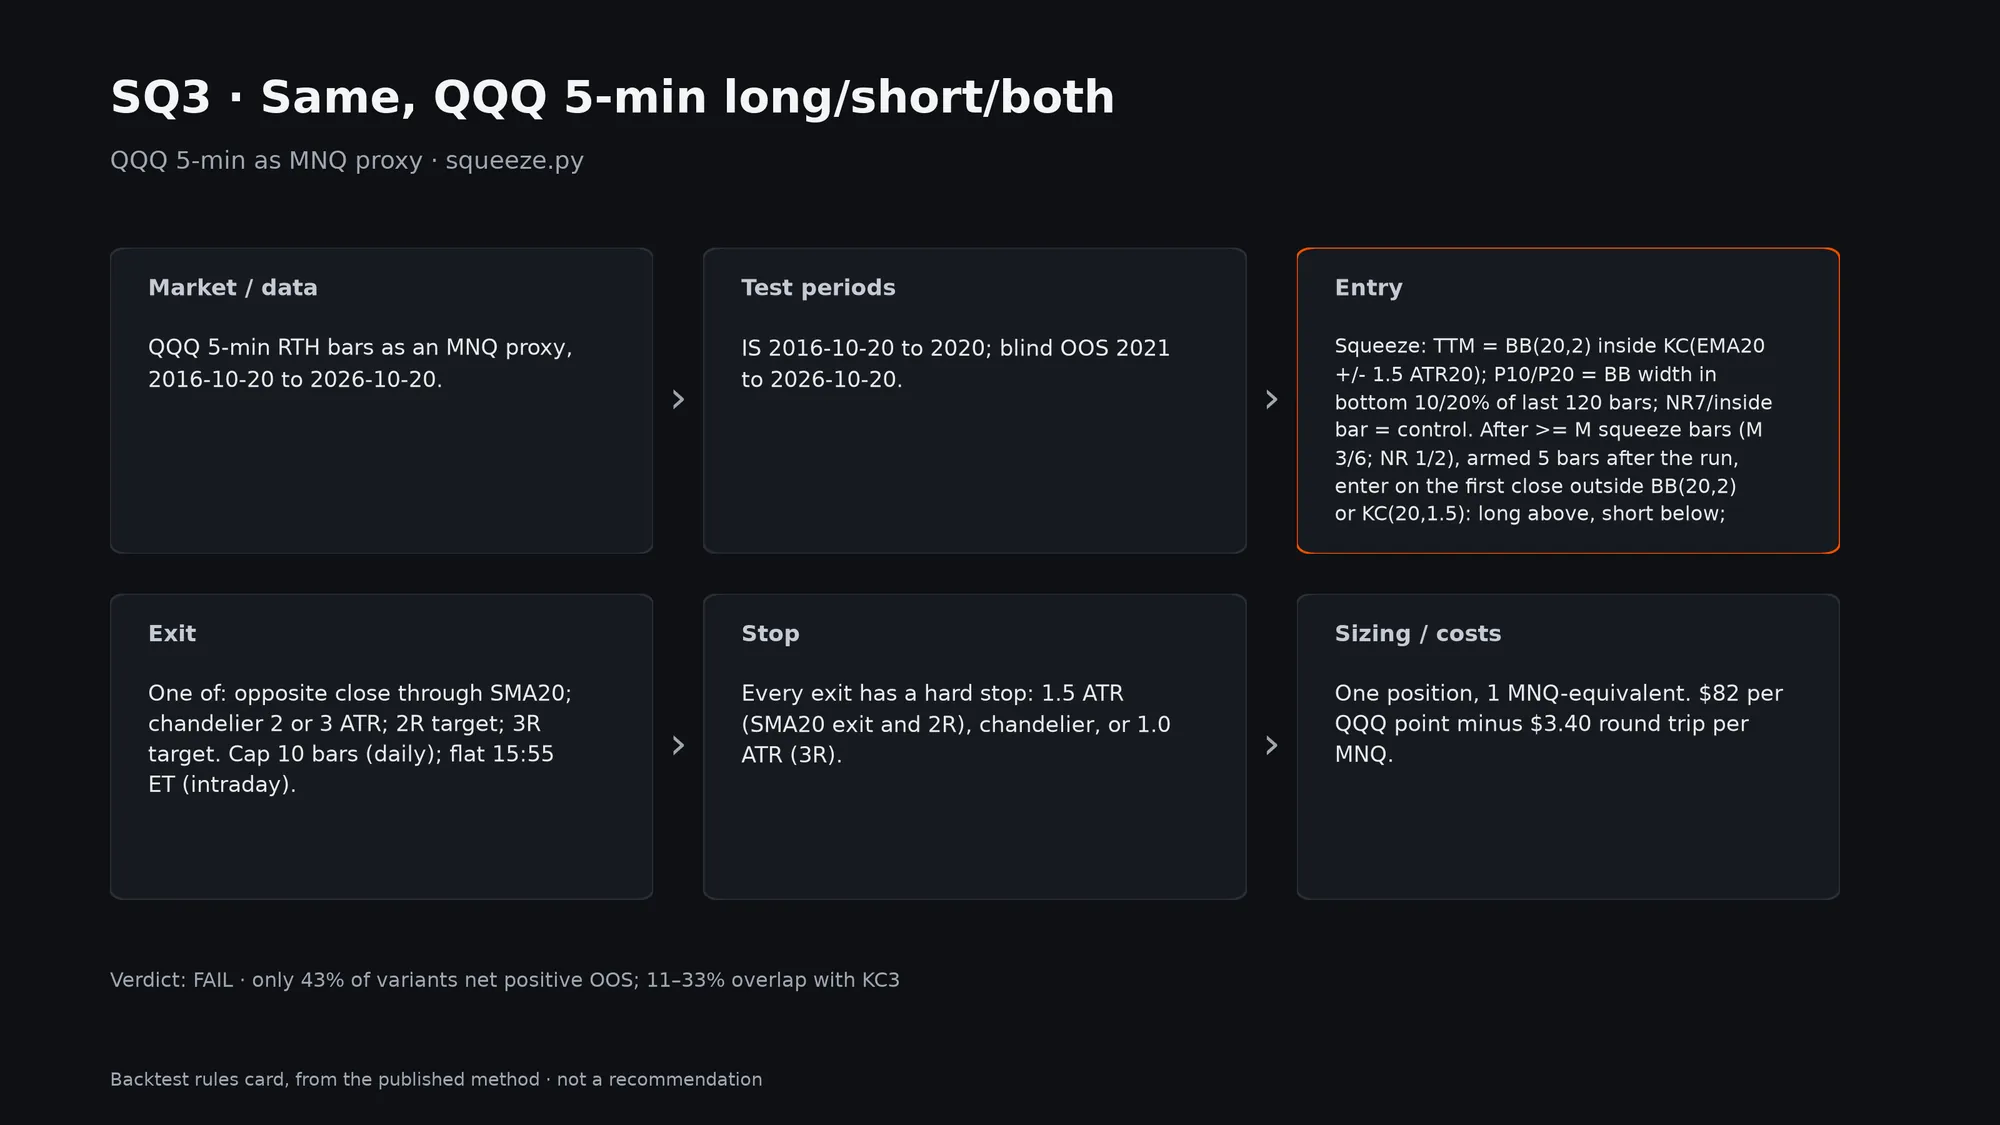 SQ3 · Same, QQQ 5-min long/short/both
QQQ 5-min as MNQ proxy · squeeze.py
Market / data
QQQ 5-min RTH bars as an MNQ proxy,
2016-10-20 to 2026-10-20.
›
Test periods
IS 2016-10-20 to 2020; blind OOS 2021
to 2026-10-20.
›
Entry
Squeeze: TTM = BB(20,2) inside KC(EMA20
+/- 1.5 ATR20); P10/P20 = BB width in
bottom 10/20% of last 120 bars; NR7/inside
bar = control. After >= M squeeze bars (M
3/6; NR 1/2), armed 5 bars after the run,
enter on the first close outside BB(20,2)
or KC(20,1.5): long above, short below;
Exit
One of: opposite close through SMA20;
chandelier 2 or 3 ATR; 2R target; 3R
target. Cap 10 bars (daily); flat 15:55
ET (intraday).
›
Stop
Every exit has a hard stop: 1.5 ATR
(SMA20 exit and 2R), chandelier, or 1.0
ATR (3R).
›
Sizing / costs
One position, 1 MNQ-equivalent. $82 per
QQQ point minus $3.40 round trip per
MNQ.
Verdict: FAIL · only 43% of variants net positive OOS; 11–33% overlap with KC3
Backtest rules card, from the published method · not a recommendation